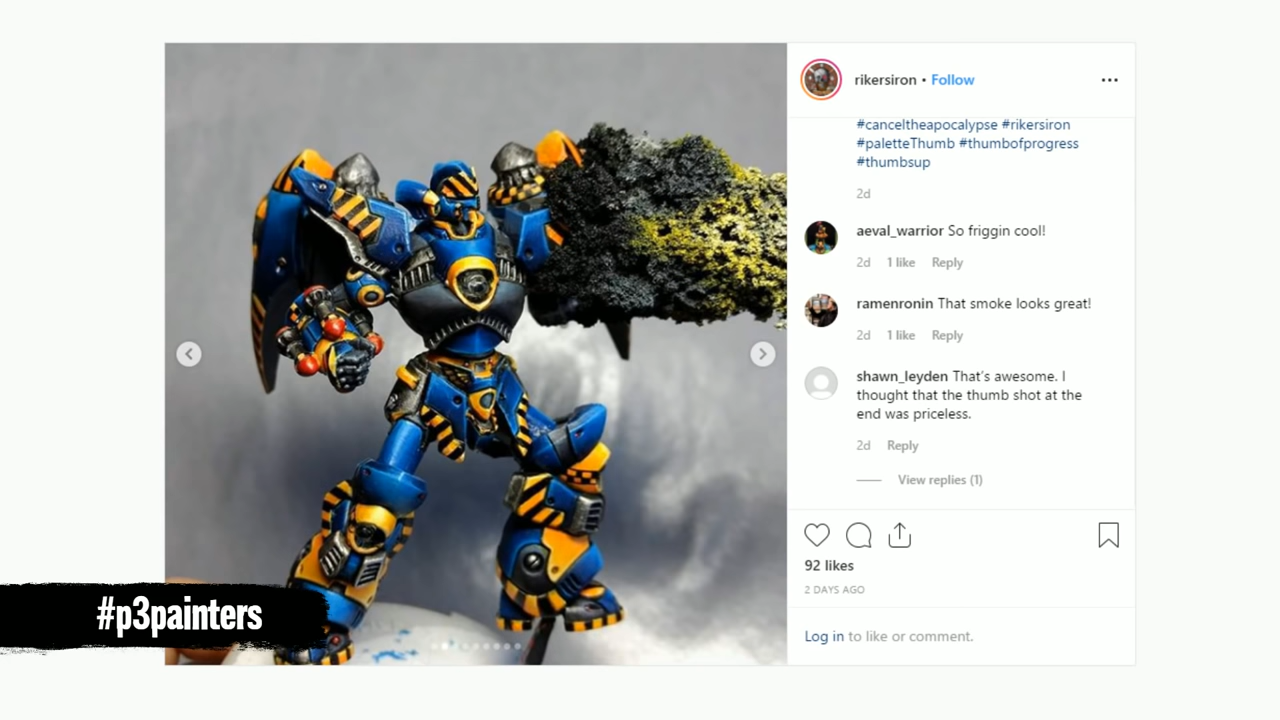 rikersiron • Follow
#canceltheapocalypse #rikersiron
#paletteThumb #thumbofprogress
#thumbsup
2d
aeval_warrior So friggin cool!
2d 1 like Reply
ramenronin That smoke looks great!
2d 1 like Reply
shawn_leyden That's awesome. I
thought that the thumb shot at the
end was priceless.
2d Reply
View replies (1)
92 likes
2 DAYS AGO
Log in to like or comment.
#p3painters